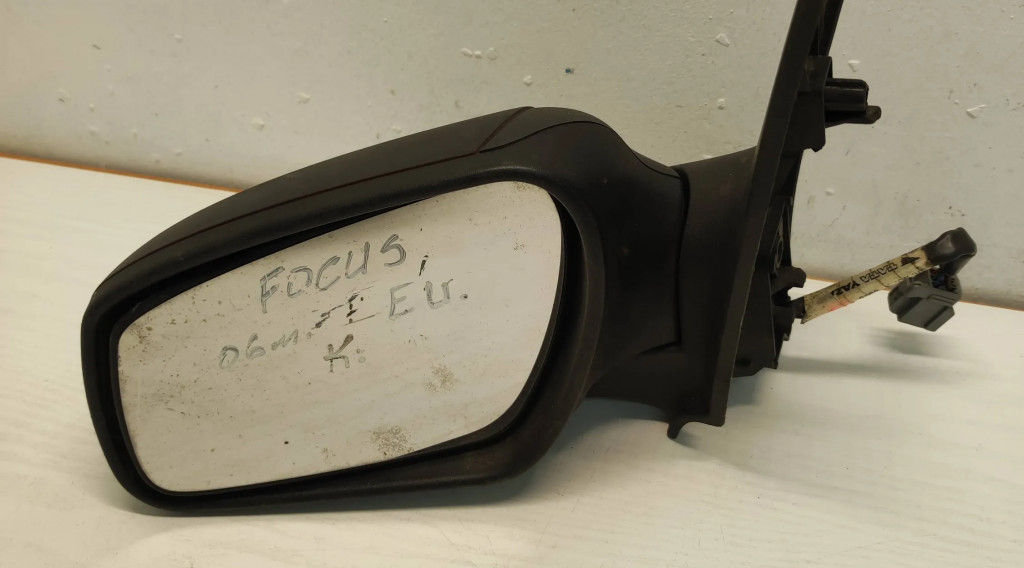 FOCUS,
06m. EU.
K: